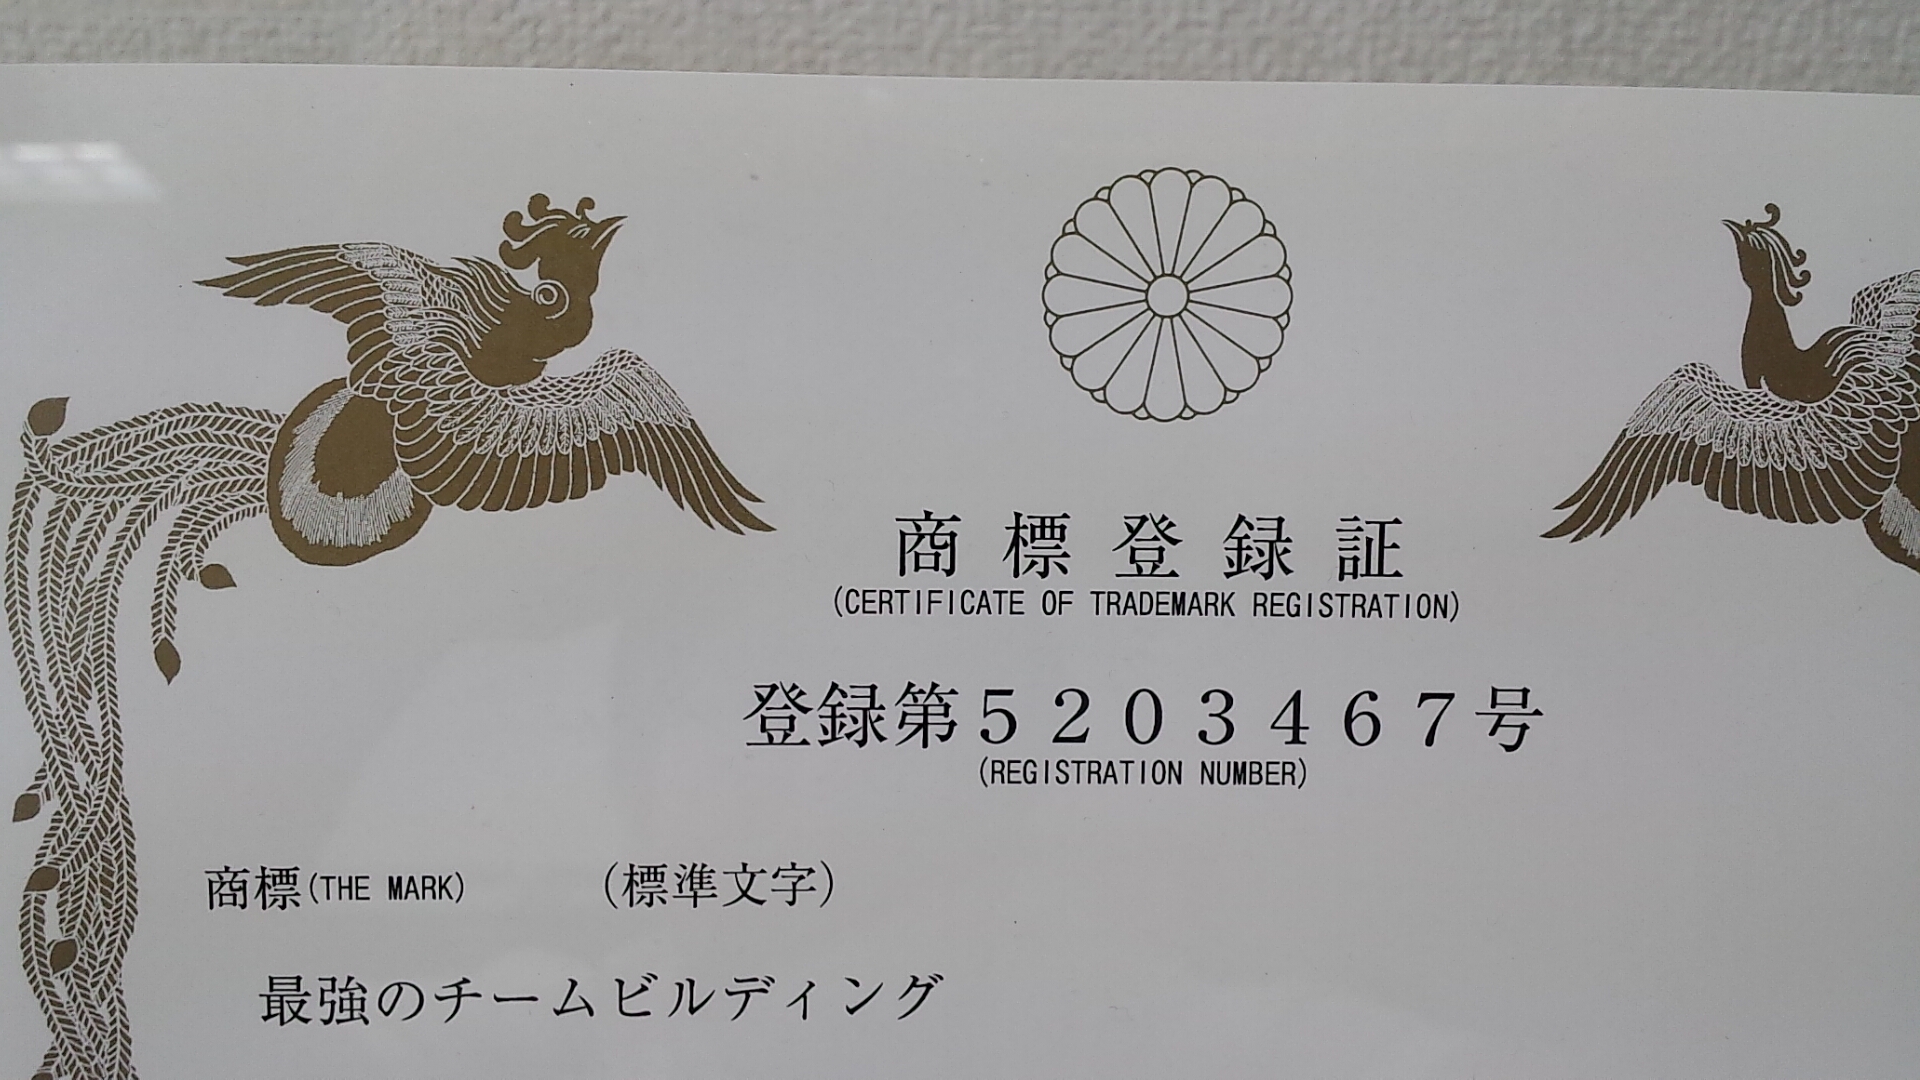 商標登録証
(CERTIFICATE OF TRADEMARK REGISTRATION)
登録第5203467号
(REGISTRATION NUMBER)
商標(THE MARK) (標準文字)
最強のチームビルディング